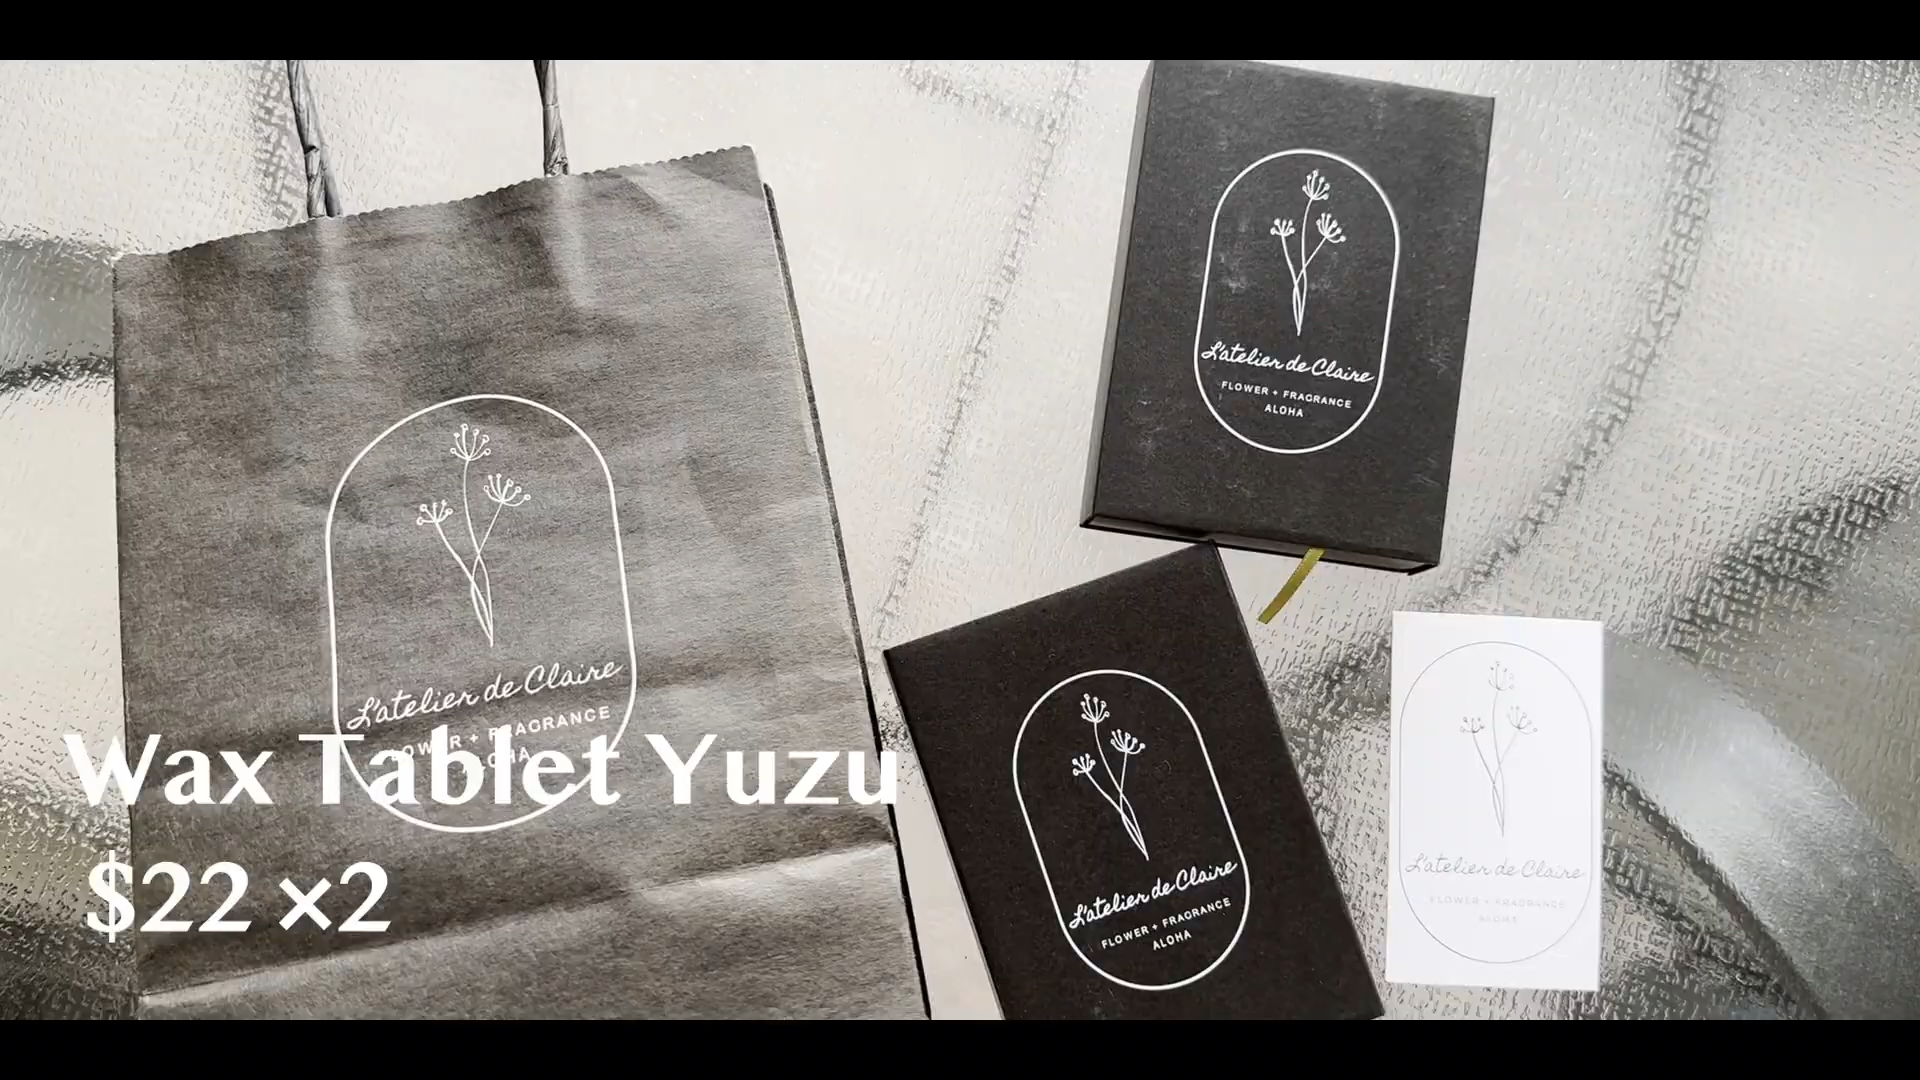 L'atelier de Claire
FLOWER + FRAGRANCE
ALOHA
Wax Tablet Yuzu
$22 ×2
L'atelier de Claire
FLOWER + FRAGRANCE
ALOHA
L'atelier de Claire
FLOWER + FRAGRANCE
ALOHA
L'atelier de Claire
FLOWER + FRAGRANCE
ALOHA